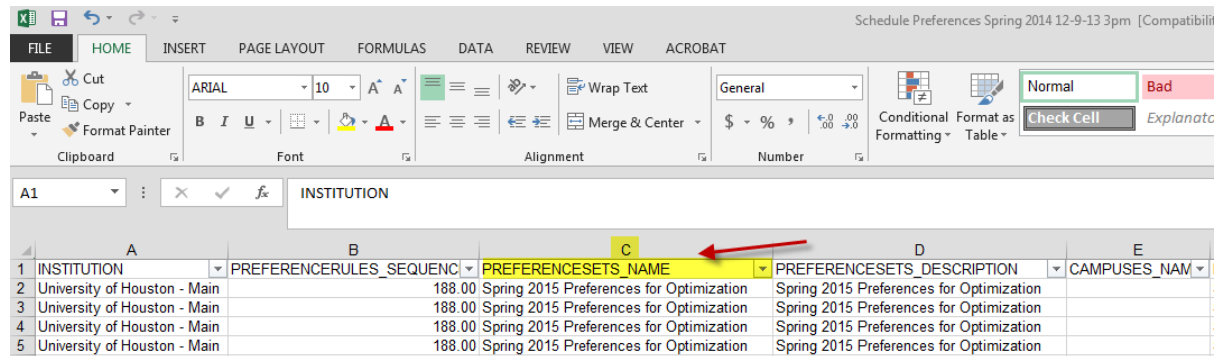 Schedule Preferences Spring 2014 12-9-13 3pm [Compatibilit
FILE HOME INSERT PAGE LAYOUT FORMULAS DATA REVIEW VIEW ACROBAT
Cut
Copy
Format Painter
Paste
Clipboard
ARIAL 10 A A
B I U A
Font
Wrap Text
Merge & Center
Alignment
General
$ % , .00 .0
Number
Conditional Formatting
Format as Table
Normal Bad
Check Cell Explanato
A1 fx INSTITUTION
A B C D E
1 INSTITUTION PREFERENCERULES_SEQUENC PREFERENCESETS_NAME PREFERENCESETS_DESCRIPTION CAMPUSES_NAM
2 University of Houston - Main 188.00 Spring 2015 Preferences for Optimization Spring 2015 Preferences for Optimization
3 University of Houston - Main 188.00 Spring 2015 Preferences for Optimization Spring 2015 Preferences for Optimization
4 University of Houston - Main 188.00 Spring 2015 Preferences for Optimization Spring 2015 Preferences for Optimization
5 University of Houston - Main 188.00 Spring 2015 Preferences for Optimization Spring 2015 Preferences for Optimization